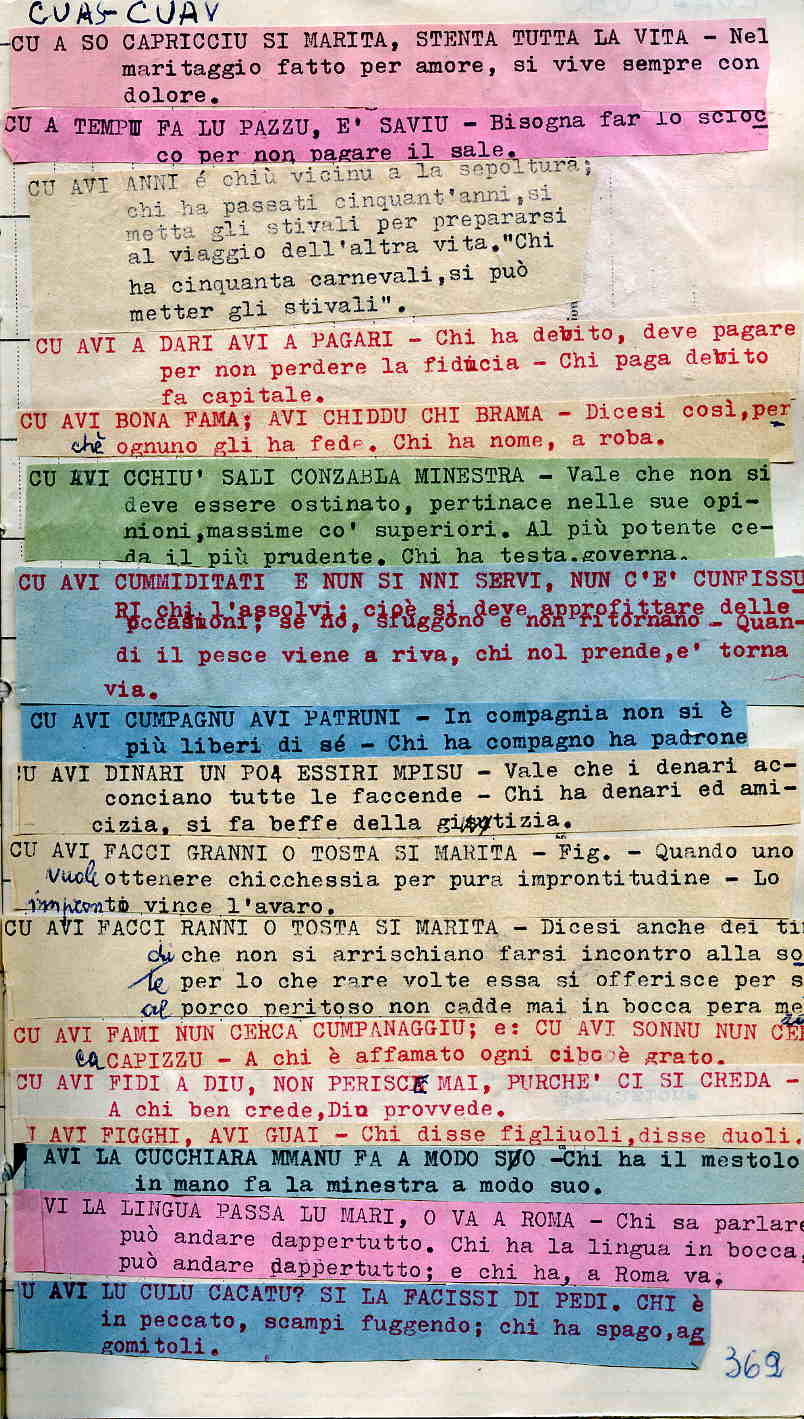 CUAS-CUAV
CU A SO CAPRICCIU SI MARITA, STENTA TUTTA LA VITA - Nel
maritaggio fatto per amore, si vive sempre con
dolore.
CU A TEMPU FA LU PAZZU, E' SAVIU - Bisogna far lo scioc
co per non pagare il sale.
CU AVI ANNI é chiù vicinu a la sepoltura;
chi ha passati cinquant'anni,si
metta gli stivali per prepararsi
al viaggio dell'altra vita."Chi
ha cinquanta carnevali,si può
metter gli stivali".
CU AVI A DARI AVI A PAGARI - Chi ha debito, deve pagare
per non perdere la fiducia - Chi paga debito
fa capitale.
CU AVI BONA FAMA; AVI CHIDDU CHI BRAMA - Dicesi così,per
chè ognuno gli ha fede. Chi ha nome, a roba.
CU AVI CCHIU' SALI CONZABLA MINESTRA - Vale che non si
deve essere ostinato, pertinace nelle sue opi-
nioni,massime co' superiori. Al più potente ce-
da il più prudente. Chi ha testa.governa.
CU AVI CUMMIDITATI E NUN SI NNI SERVI, NUN C'E' CUNFISSU
RI chi l'assolvi; cioè si deve approfittare delle
occasioni; se no, sfuggono e non ritornano - Quan-
di il pesce viene a riva, chi nol prende,e' torna
via.
CU AVI CUMPAGNU AVI PATRUNI - In compagnia non si è
più liberi di sé - Chi ha compagno ha padrone
U AVI DINARI UN PO4 ESSIRI MPISU - Vale che i denari ac-
conciano tutte le faccende - Chi ha denari ed ami-
cizia, si fa beffe della giustizia.
CU AVI FACCI GRANNI O TOSTA SI MARITA - Fig. - Quando uno
vuole ottenere chicchessia per pura improntitudine - Lo
impronto vince l'avaro.
CU AVI FACCI RANNI O TOSTA SI MARITA - Dicesi anche dei ti
di che non si arrischiano farsi incontro alla so
te per lo che rare volte essa si offerisce per s
al porco peritoso non cadde mai in bocca pera me
CU AVI FAMI NUN CERCA CUMPANAGGIU; e: CU AVI SONNU NUN CER
ca CAPIZZU - A chi è affamato ogni cibo è grato.
CU AVI FIDI A DIU, NON PERISCE MAI, PURCHE' CI SI CREDA -
A chi ben crede,Dio provvede.
U AVI FIGGHI, AVI GUAI - Chi disse figliuoli,disse duoli.
AVI LA CUCCHIARA MMANU FA A MODO SUO -Chi ha il mestolo
in mano fa la minestra a modo suo.
VI LA LINGUA PASSA LU MARI, O VA A ROMA - Chi sa parlare
può andare dappertutto. Chi ha la lingua in bocca,
può andare dappertutto; e chi ha, a Roma va.
U AVI LU CULU CACATU? SI LA FACISSI DI PEDI. CHI è
in peccato, scampi fuggendo; chi ha spago,ag
gomitoli.
369